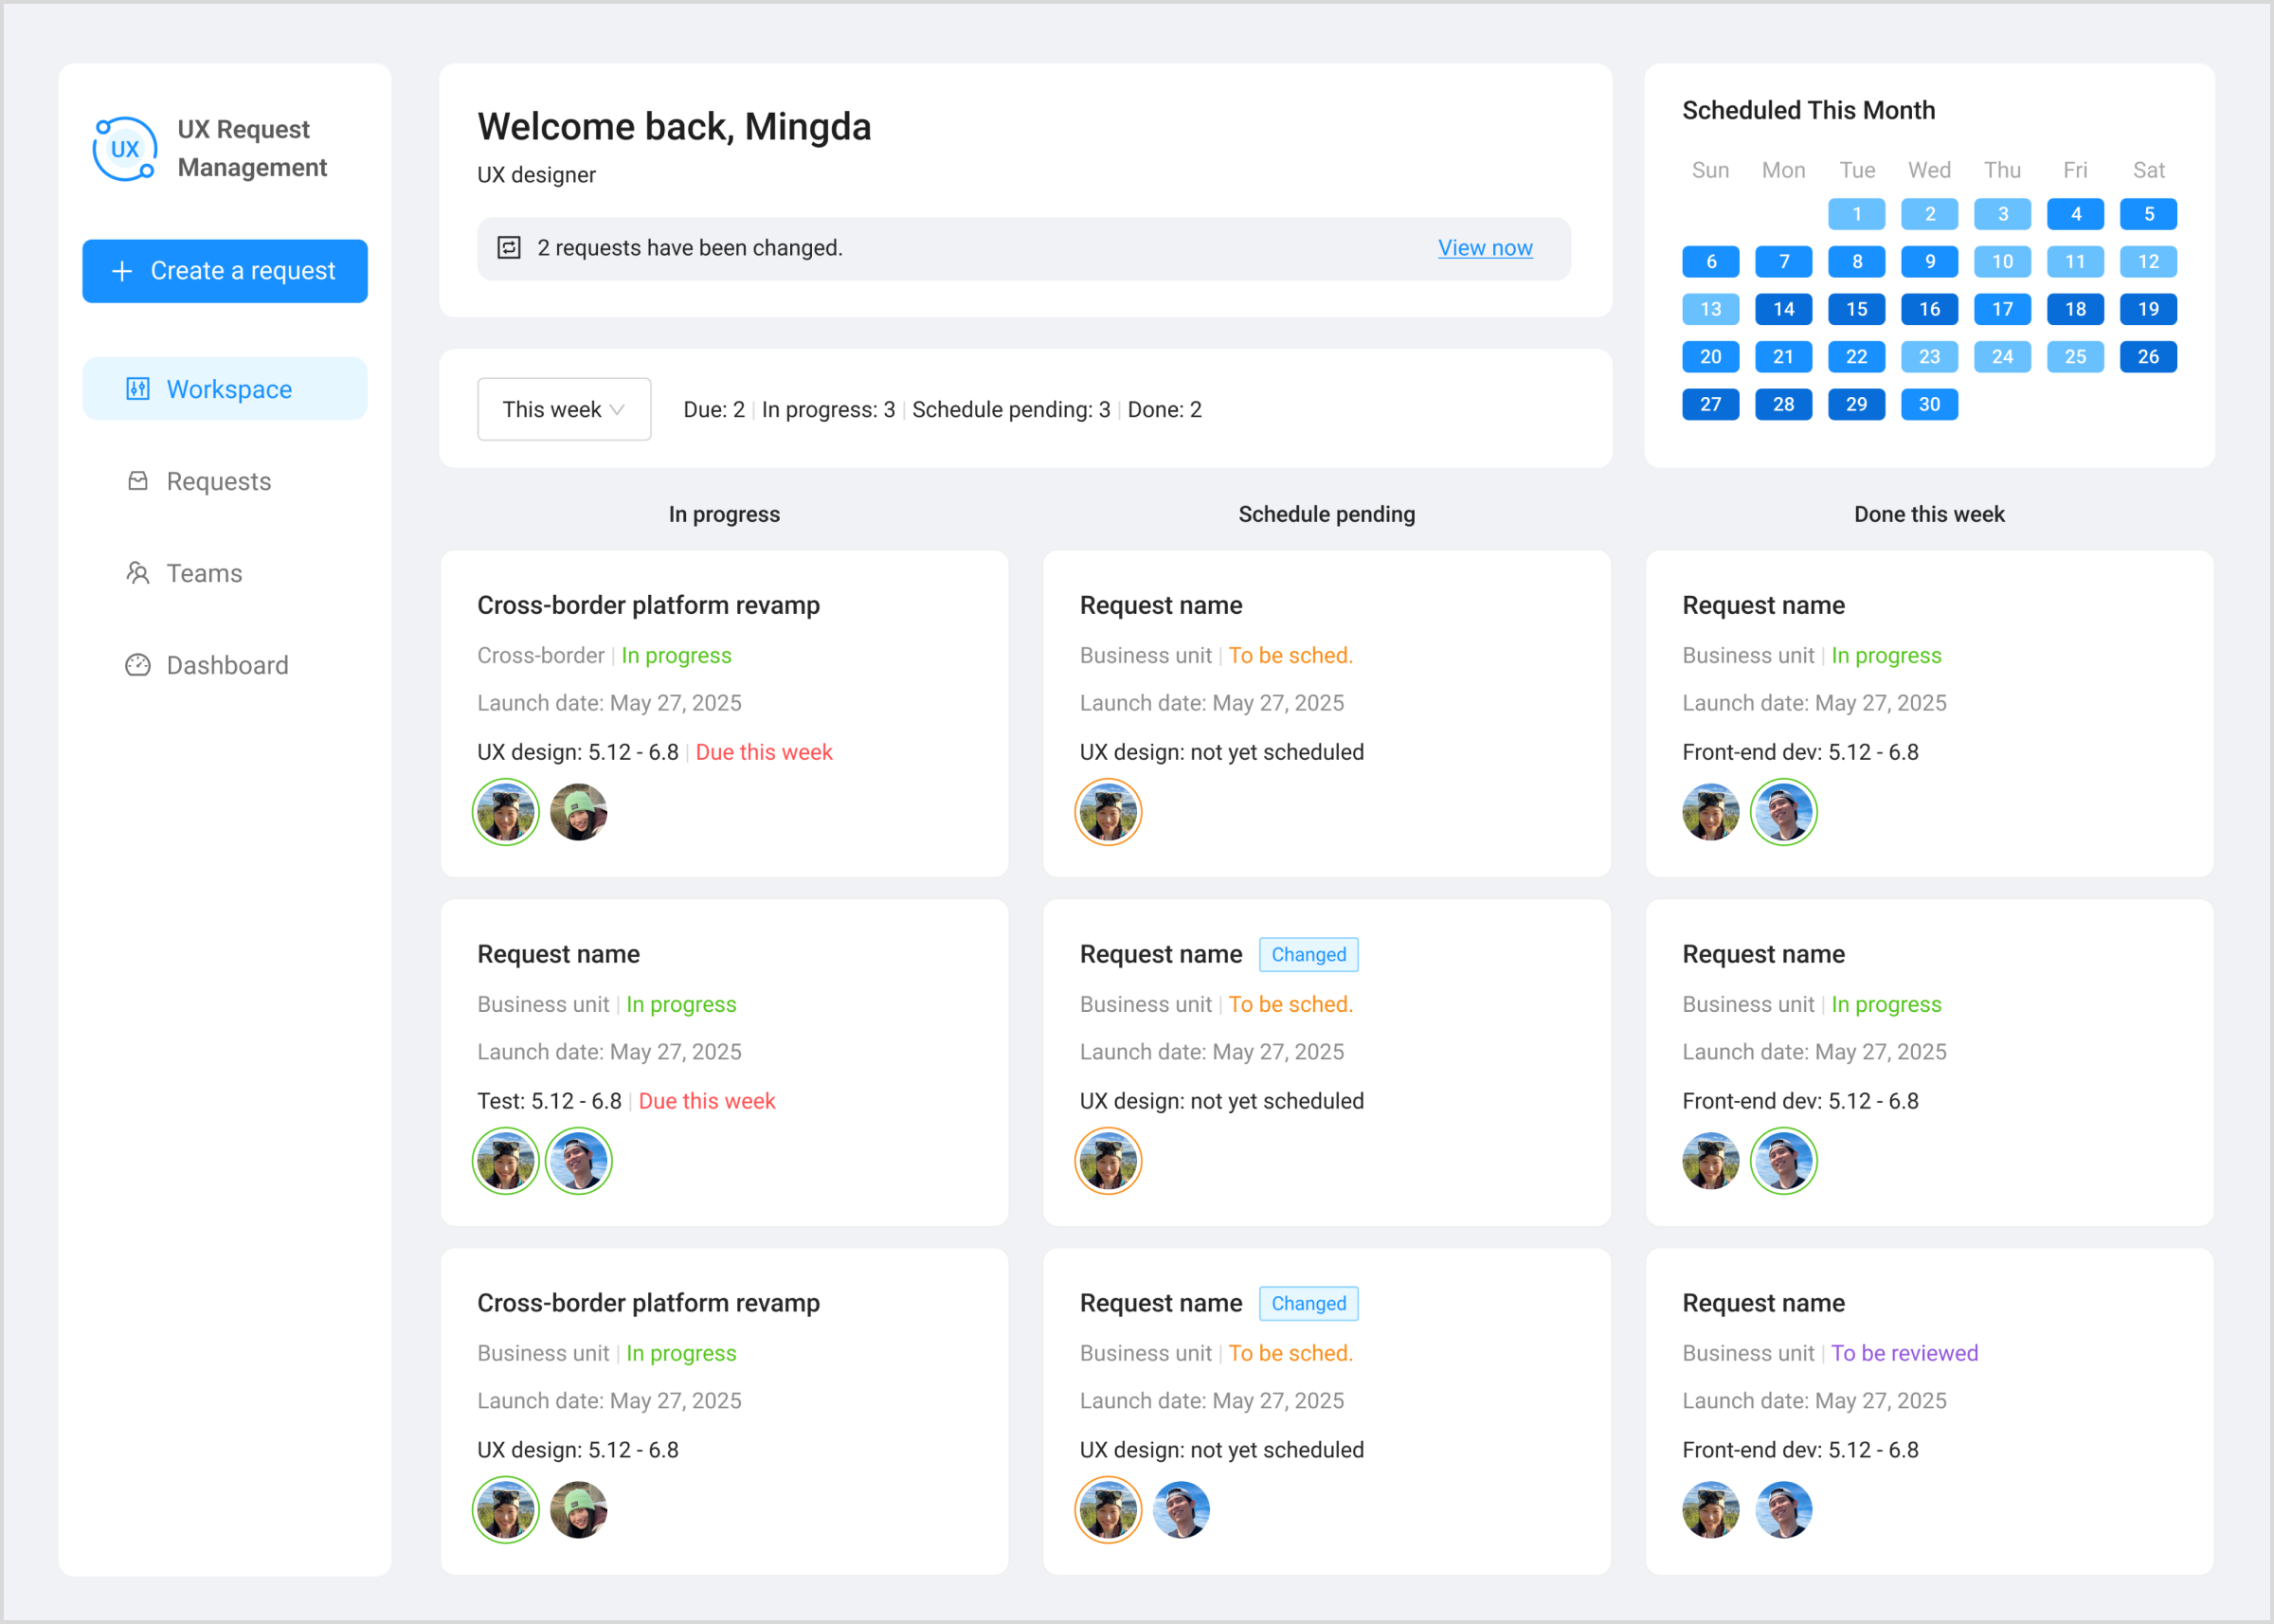 UX
UX Request
Management
Create a request
Workspace
Requests
Teams
Dashboard
Welcome back, Mingda
UX designer
2 requests have been changed.
View now
This week
Due: 2 | In progress: 3 | Schedule pending: 3 | Done: 2
Scheduled This Month
Sun Mon Tue Wed Thu Fri Sat
1 2 3 4 5
6 7 8 9 10 11 12
13 14 15 16 17 18 19
20 21 22 23 24 25 26
27 28 29 30
In progress
Cross-border platform revamp
Cross-border | In progress
Launch date: May 27, 2025
UX design: 5.12 - 6.8 | Due this week
Request name
Business unit | In progress
Launch date: May 27, 2025
Test: 5.12 - 6.8 | Due this week
Cross-border platform revamp
Business unit | In progress
Launch date: May 27, 2025
UX design: 5.12 - 6.8
Schedule pending
Request name
Business unit | To be sched.
Launch date: May 27, 2025
UX design: not yet scheduled
Request name Changed
Business unit | To be sched.
Launch date: May 27, 2025
UX design: not yet scheduled
Request name Changed
Business unit | To be sched.
Launch date: May 27, 2025
UX design: not yet scheduled
Done this week
Request name
Business unit | In progress
Launch date: May 27, 2025
Front-end dev: 5.12 - 6.8
Request name
Business unit | In progress
Launch date: May 27, 2025
Front-end dev: 5.12 - 6.8
Request name
Business unit | To be reviewed
Launch date: May 27, 2025
Front-end dev: 5.12 - 6.8